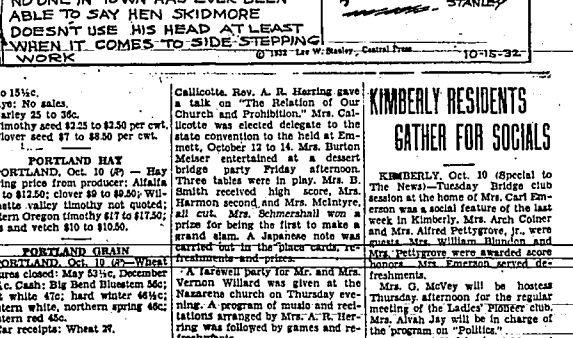 NO ONE IN TOWN HAS EVER BEEN
ABLE TO SAY HEN SKIDMORE
DOESN'T USE HIS HEAD AT LEAST
WHEN IT COMES TO SIDE STEPPING
WORK
STANLEY
© 1932 Lee W. Stanley, Central Press
10-15-32
to 15½c.
ye: No sales.
arley 25 to 36c.
imothy seed $2.25 to $2.50 per cwt.
lover seed $7 to $8.50 per cwt.
PORTLAND HAY
PORTLAND, Oct. 10 (AP) — Hay
ing price from producer: Alfalfa
to $12.50; clover $9 to $9.50; Wil-
ette valley timothy not quoted;
tern Oregon timothy $17 to $17.50;
s and vetch $10 to $10.50.
PORTLAND GRAIN
PORTLAND, Oct. 10 (AP)—Wheat
ures closed: May 53½c, December
c. Cash: Big Bend Bluestem 56c;
t white 47c; hard winter 46½c;
stern white, northern spring 46c;
stern red 45c.
Car receipts: Wheat 27.
Callicotte. Rev. A. R. Herring gave
a talk on "The Relation of Our
Church and Prohibition." Mrs. Cal-
licotte was elected delegate to the
state convention to the held at Em-
mett, October 12 to 14. Mrs. Burton
Meiser entertained at a dessert
bridge party Friday afternoon.
Three tables were in play. Mrs. B.
Smith received high score, Mrs.
Harmon second, and Mrs. McIntyre,
all cut. Mrs. Schmershall won a
prize for being the first to make a
grand slam. A Japanese note was
carried out in the place cards, re-
freshments and prizes.
A farewell party for Mr. and Mrs.
Vernon Willard was given at the
Nazarene church on Thursday eve-
ning. A program of music and reci-
tations arranged by Mrs. A. R. Her-
ring was followed by games and re-
freshments.
KIMBERLY RESIDENTS
GATHER FOR SOCIALS
KIMBERLY, Oct. 10 (Special to
The News)—Tuesday Bridge club
session at the home of Mrs. Carl Em-
erson was a social feature of the last
week in Kimberly. Mrs. Arch Coiner
and Mrs. Alfred Pettygrove, jr., were
guests. Mrs. William Blundon and
Mrs. Pettygrove were awarded score
honors. Mrs. Emerson served de-
freshments.
Mrs. G. McVey will be hostess
Thursday afternoon for the regular
meeting of the Ladies' Pioneer club.
Mrs. Alvah Jay will be in charge of
the program on "Politics."